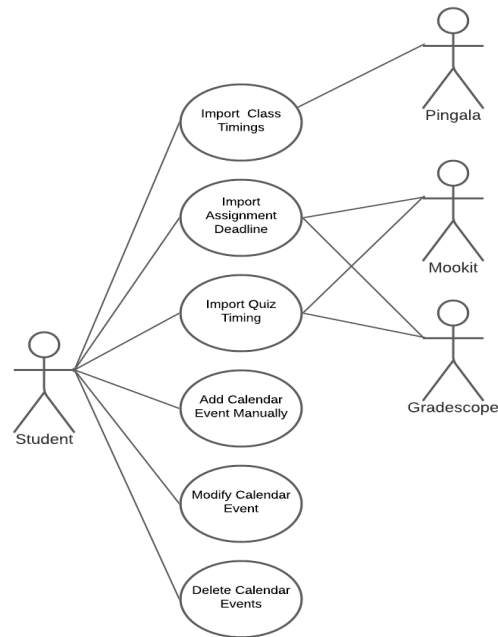 Pingala
Import Class
Timings
Import
Assignment
Deadline
Mookit
Import Quiz
Timing
Gradescope
Add Calendar
Event Manually
Student
Modify Calendar
Event
Delete Calendar
Events